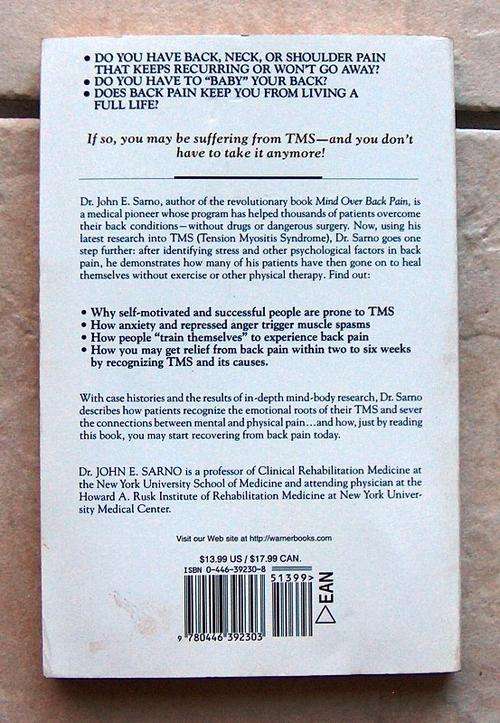 • DO YOU HAVE BACK, NECK, OR SHOULDER PAIN
THAT KEEPS RECURRING OR WON'T GO AWAY?
• DO YOU HAVE TO "BABY" YOUR BACK?
• DOES BACK PAIN KEEP YOU FROM LIVING A
FULL LIFE?
If so, you may be suffering from TMS—and you don't
have to take it anymore!
Dr. John E. Sarno, author of the revolutionary book Mind Over Back Pain, is
a medical pioneer whose program has helped thousands of patients overcome
their back conditions—without drugs or dangerous surgery. Now, using his
latest research into TMS (Tension Myositis Syndrome), Dr. Sarno goes one
step further: after identifying stress and other psychological factors in back
pain, he demonstrates how many of his patients have then gone on to heal
themselves without exercise or other physical therapy. Find out:
• Why self-motivated and successful people are prone to TMS
• How anxiety and repressed anger trigger muscle spasms
• How people "train themselves" to experience back pain
• How you may get relief from back pain within two to six weeks
by recognizing TMS and its causes.
With case histories and the results of in-depth mind-body research, Dr. Sarno
describes how patients recognize the emotional roots of their TMS and sever
the connections between mental and physical pain...and how, just by reading
this book, you may start recovering from back pain today.
Dr. JOHN E. SARNO is a professor of Clinical Rehabilitation Medicine at
the New York University School of Medicine and attending physician at the
Howard A. Rusk Institute of Rehabilitation Medicine at New York Univer-
sity Medical Center.
Visit our Web site at http://warnerbooks.com
$13.99 US / $17.99 CAN.
ISBN 0-446-39230-8
51399>
EAN
9 780446 392303